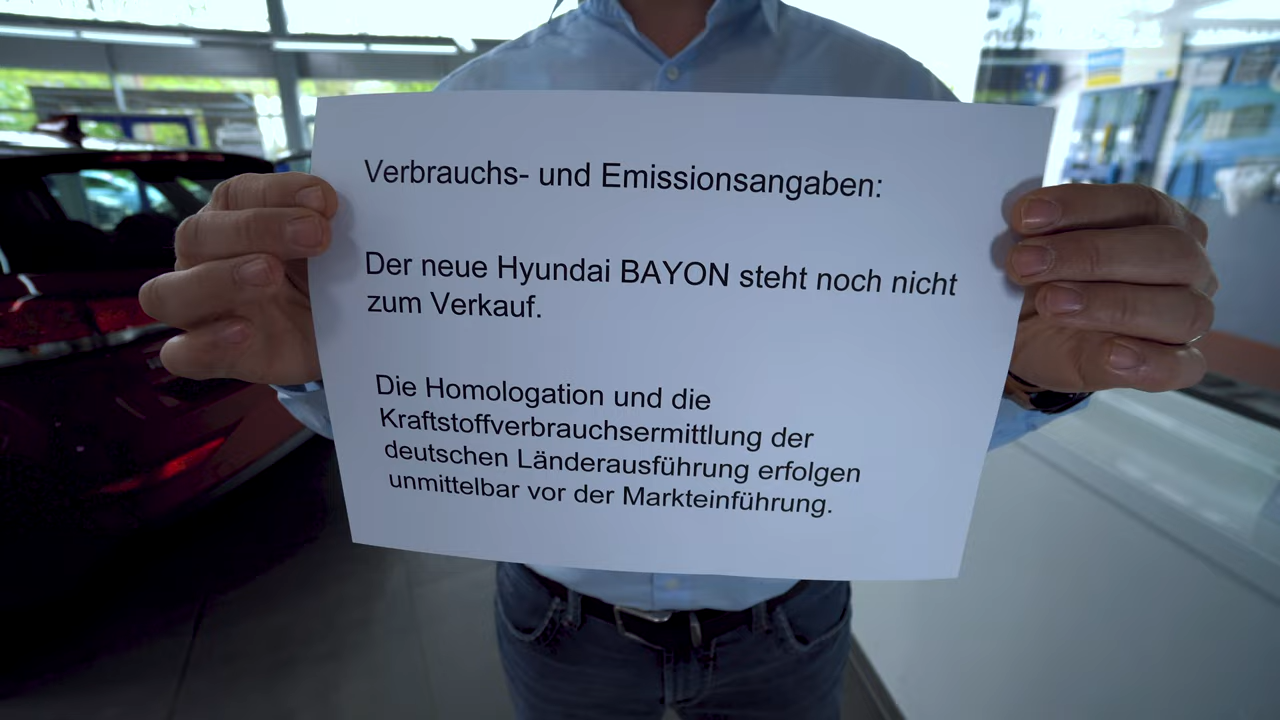 Verbrauchs- und Emissionsangaben:
Der neue Hyundai BAYON steht noch nicht
zum Verkauf.
Die Homologation und die
Kraftstoffverbrauchsermittlung der
deutschen Länderausführung erfolgen
unmittelbar vor der Markteinführung.